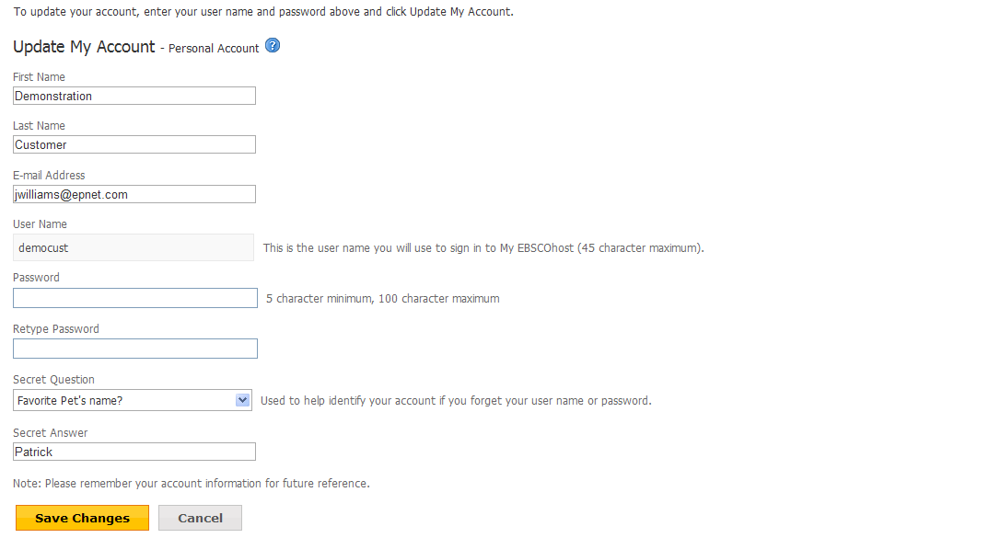 To update your account, enter your user name and password above and click Update My Account.
Update My Account - Personal Account ?
First Name
Demonstration
Last Name
Customer
E-mail Address
jwilliams@epnet.com
User Name
democust This is the user name you will use to sign in to My EBSCOhost (45 character maximum).
Password
5 character minimum, 100 character maximum
Retype Password
Secret Question
Favorite Pet's name? Used to help identify your account if you forget your user name or password.
Secret Answer
Patrick
Note: Please remember your account information for future reference.
Save Changes Cancel